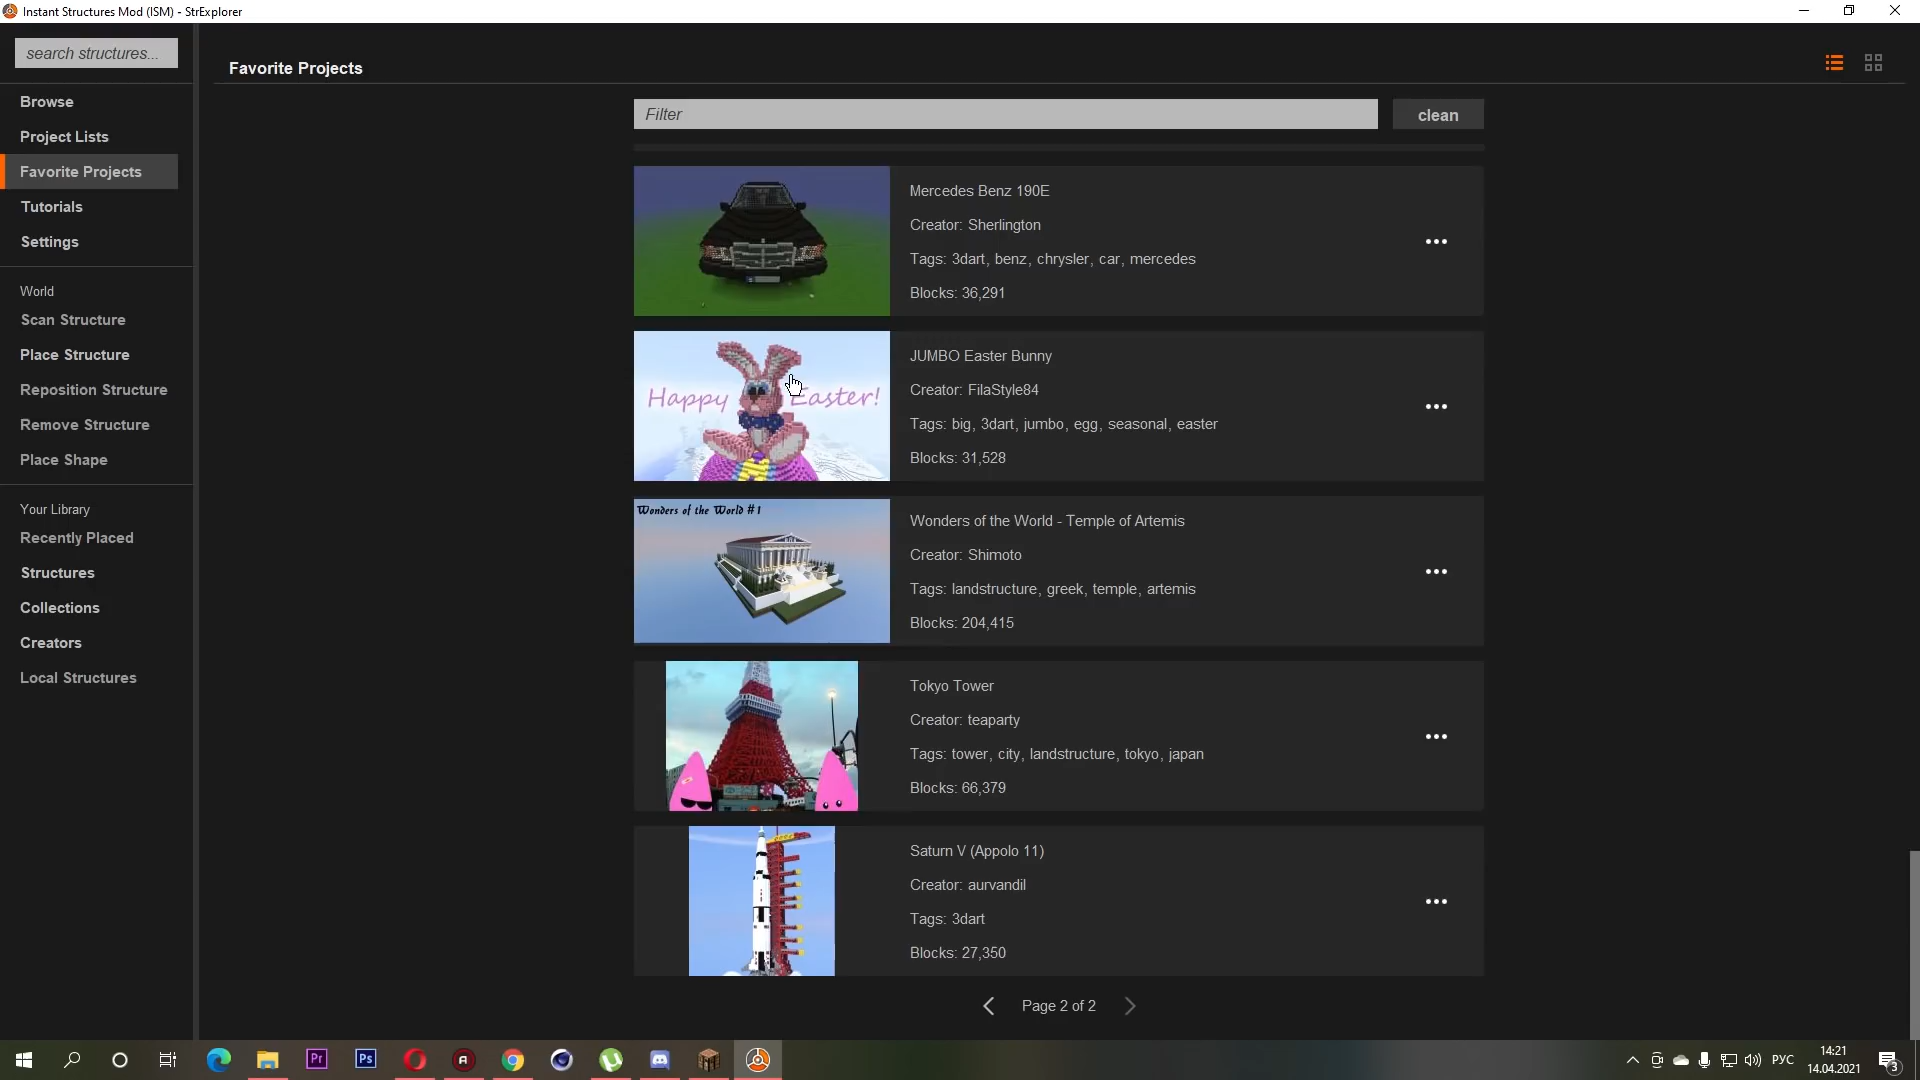 Instant Structures Mod (ISM) - StrExplorer
search structures...
Browse
Project Lists
Favorite Projects
Tutorials
Settings
World
Scan Structure
Place Structure
Reposition Structure
Remove Structure
Place Shape
Your Library
Recently Placed
Structures
Collections
Creators
Local Structures
Favorite Projects
Filter
clean
Mercedes Benz 190E
Creator: Sherlington
Tags: 3dart, benz, chrysler, car, mercedes
Blocks: 36,291
Happy Easter!
JUMBO Easter Bunny
Creator: FilaStyle84
Tags: big, 3dart, jumbo, egg, seasonal, easter
Blocks: 31,528
Wonders of the World #1
Wonders of the World - Temple of Artemis
Creator: Shimoto
Tags: landstructure, greek, temple, artemis
Blocks: 204,415
Tokyo Tower
Creator: teaparty
Tags: tower, city, landstructure, tokyo, japan
Blocks: 66,379
Saturn V (Appolo 11)
Creator: aurvandil
Tags: 3dart
Blocks: 27,350
Page 2 of 2
Pr
Ps
A
РУС
14:21
14.04.2021
3